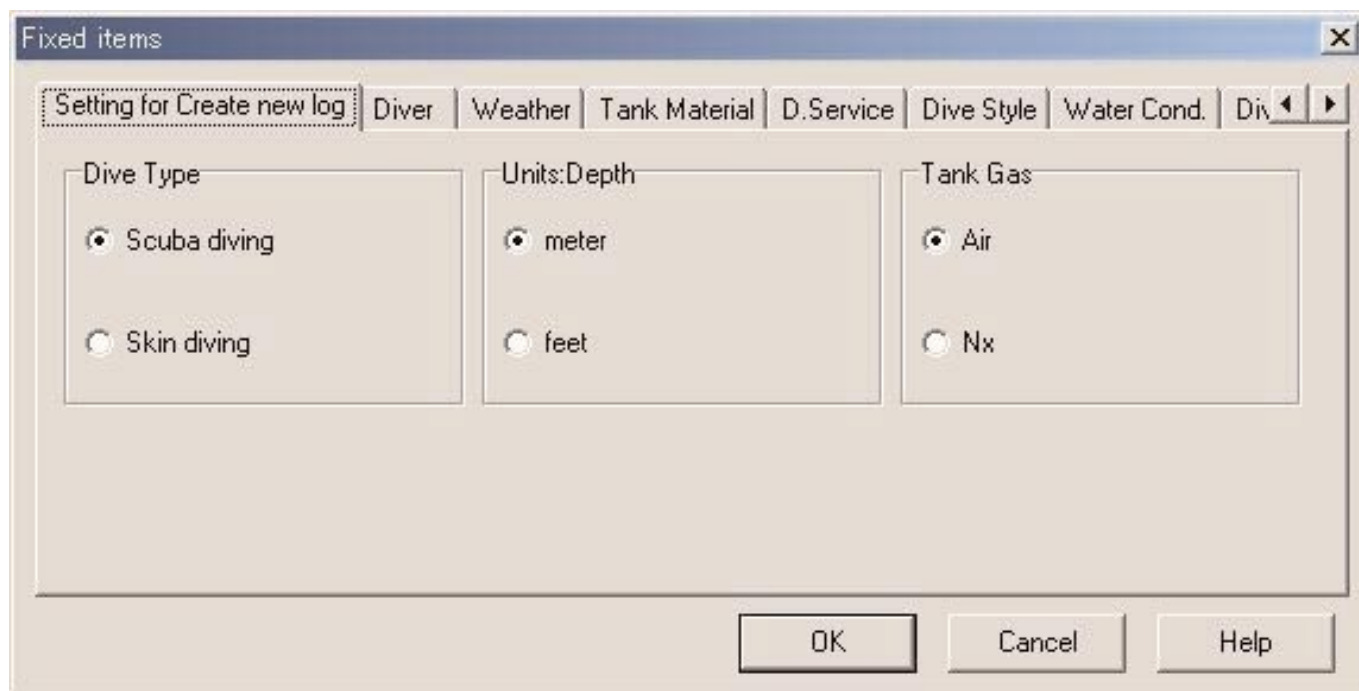 Fixed items
Setting for Create new log Diver Weather Tank Material D.Service Dive Style Water Cond. Div
Dive Type Units:Depth Tank Gas
Scuba diving meter Air
Skin diving feet Nx
OK Cancel Help